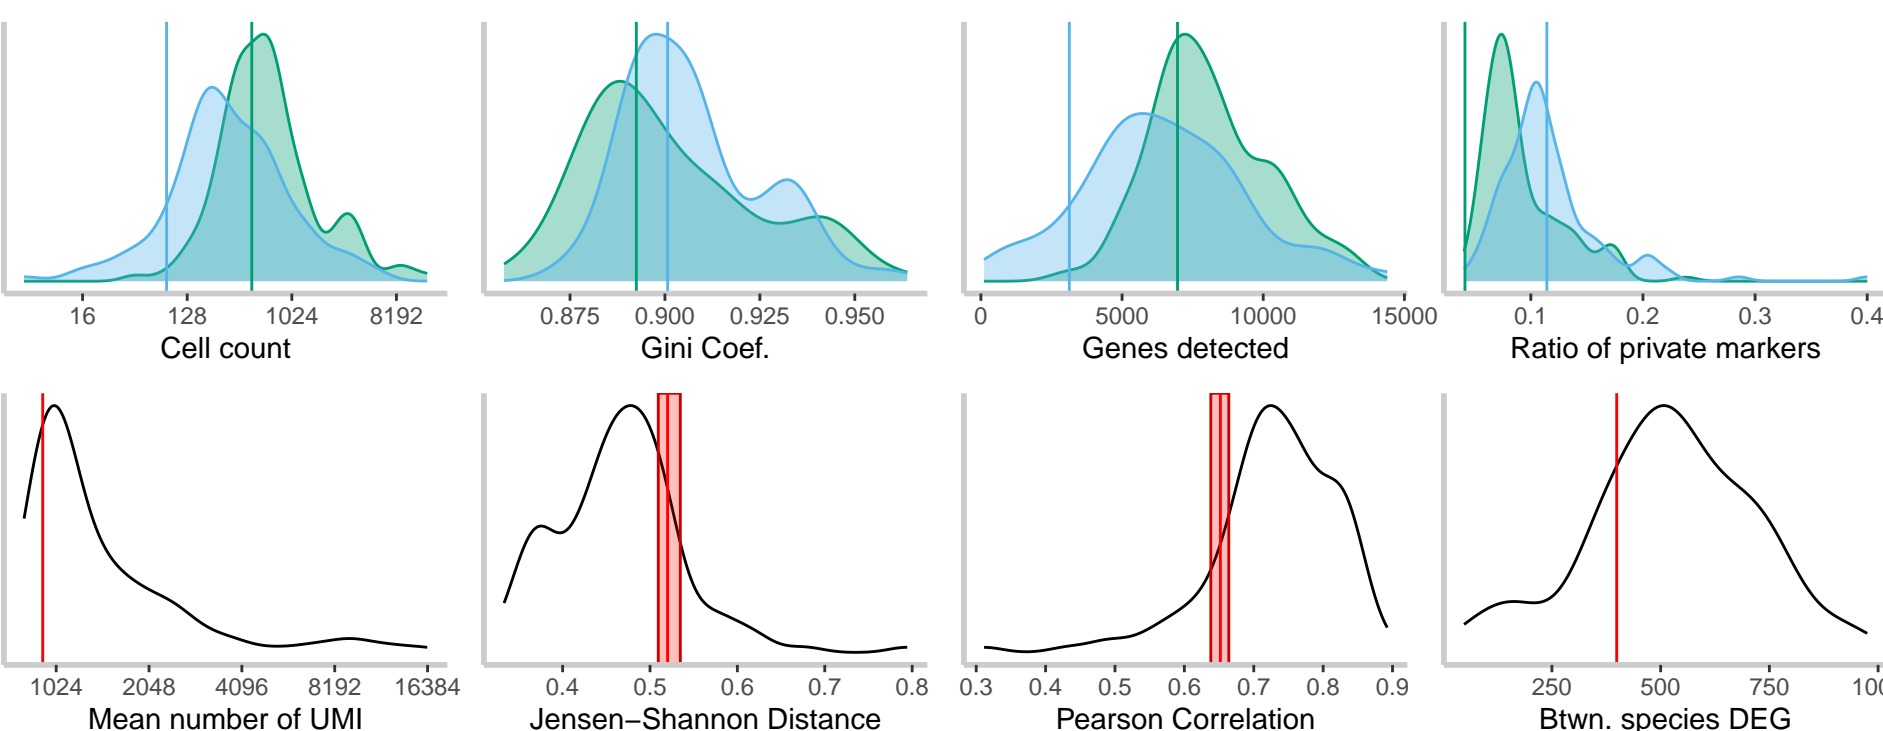 16 128 1024 8192
Cell count
0.875 0.900 0.925 0.950
Gini Coef.
0 5000 10000 15000
Genes detected
0.1 0.2 0.3 0.4
Ratio of private markers
1024 2048 4096 8192 16384
Mean number of UMI
0.4 0.5 0.6 0.7 0.8
Jensen−Shannon Distance
0.3 0.4 0.5 0.6 0.7 0.8 0.9
Pearson Correlation
250 500 750
Btwn. species DEG